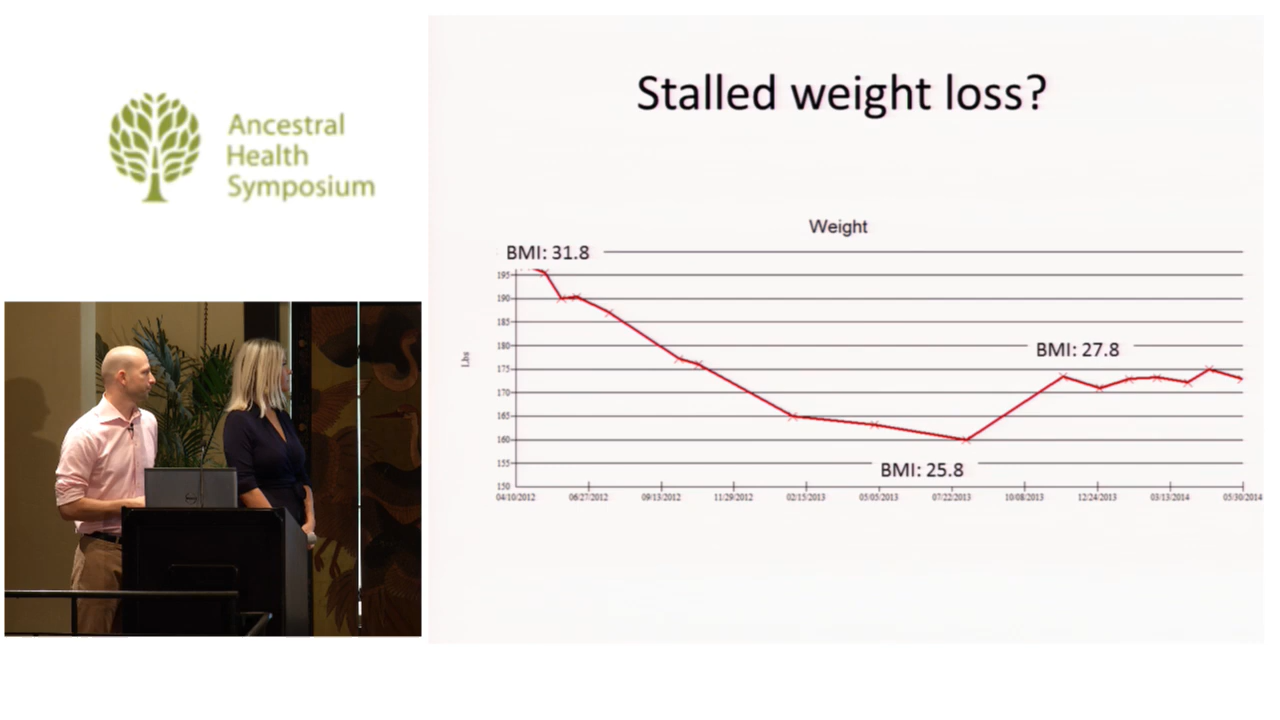 Ancestral
Health
Symposium
Stalled weight loss?
Weight
BMI: 31.8
195
190
185
180
175
170
165
160
155
150
Lbs
BMI: 27.8
BMI: 25.8
04/10/2012 06/27/2012 09/13/2012 11/29/2012 02/15/2013 05/05/2013 07/22/2013 10/08/2013 12/24/2013 03/13/2014 05/30/2014